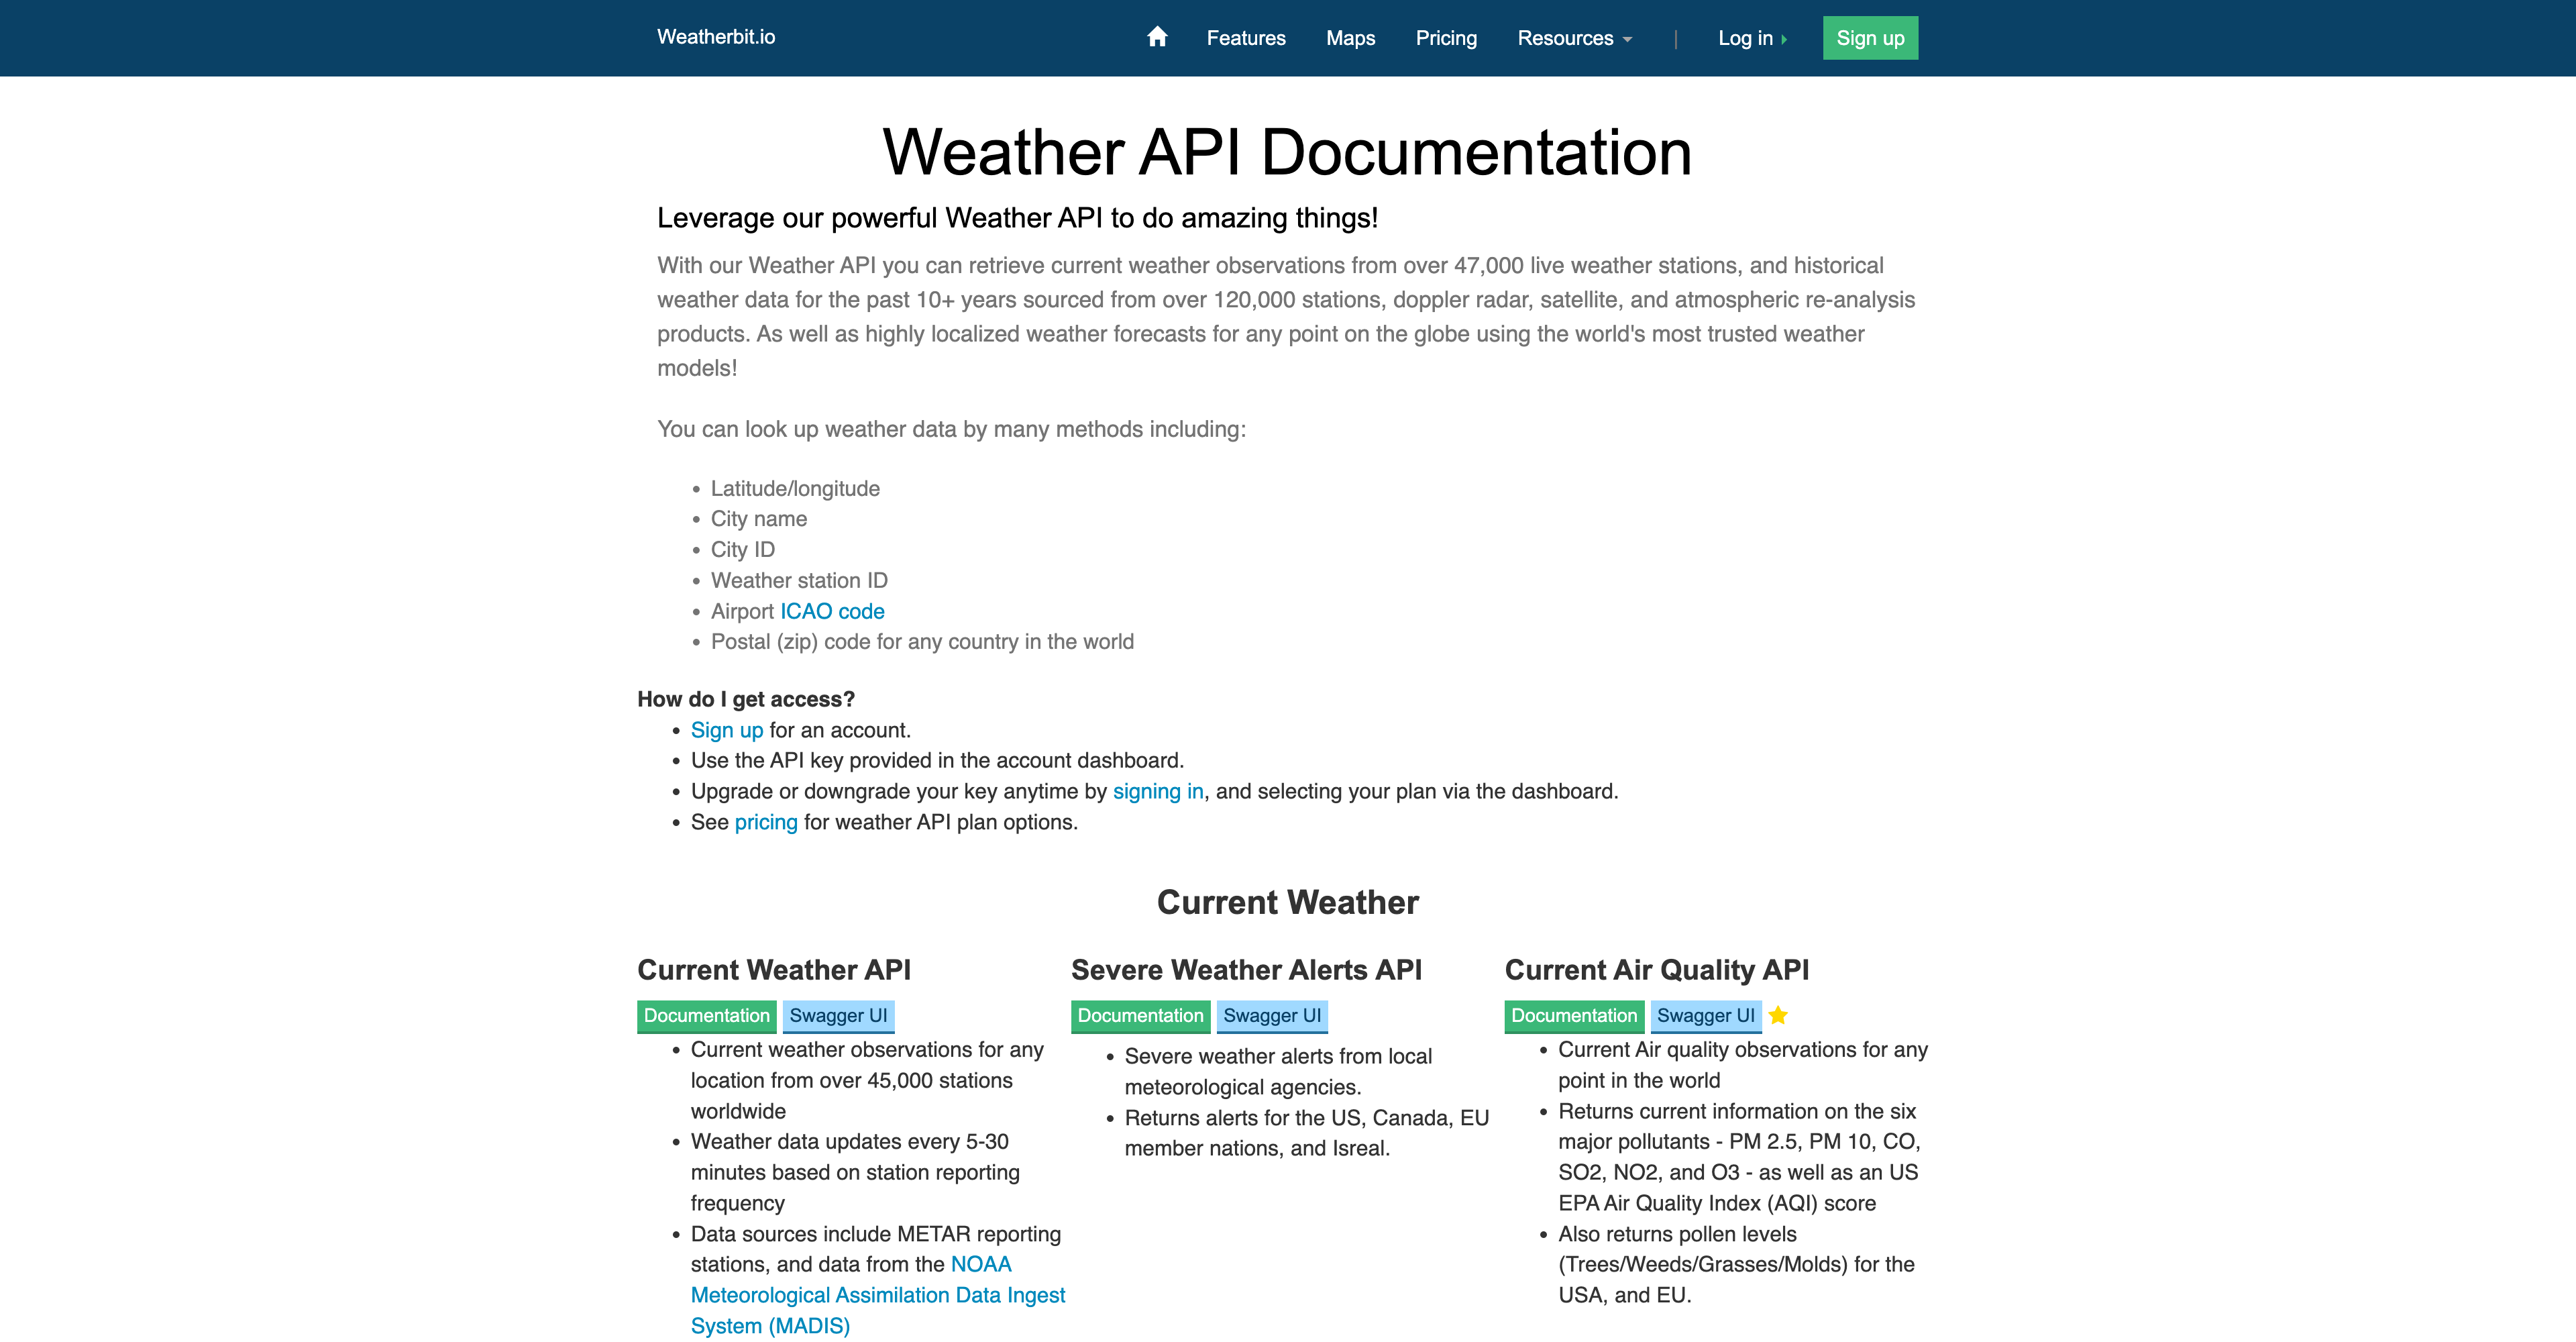 Weatherbit.io
Features
Maps
Pricing
Resources
|
Log in
Sign up
Weather API Documentation
Leverage our powerful Weather API to do amazing things!
With our Weather API you can retrieve current weather observations from over 47,000 live weather stations, and historical
weather data for the past 10+ years sourced from over 120,000 stations, doppler radar, satellite, and atmospheric re-analysis
products. As well as highly localized weather forecasts for any point on the globe using the world's most trusted weather
models!
You can look up weather data by many methods including:
• Latitude/longitude
• City name
• City ID
• Weather station ID
• Airport ICAO code
• Postal (zip) code for any country in the world
How do I get access?
• Sign up for an account.
• Use the API key provided in the account dashboard.
• Upgrade or downgrade your key anytime by signing in, and selecting your plan via the dashboard.
• See pricing for weather API plan options.
Current Weather
Current Weather API
Documentation
Swagger UI
• Current weather observations for any
location from over 45,000 stations
worldwide
• Weather data updates every 5-30
minutes based on station reporting
frequency
• Data sources include METAR reporting
stations, and data from the NOAA
Meteorological Assimilation Data Ingest
System (MADIS)
Severe Weather Alerts API
Documentation
Swagger UI
• Severe weather alerts from local
meteorological agencies.
• Returns alerts for the US, Canada, EU
member nations, and Isreal.
Current Air Quality API
Documentation
Swagger UI
• Current Air quality observations for any
point in the world
• Returns current information on the six
major pollutants - PM 2.5, PM 10, CO,
SO2, NO2, and O3 - as well as an US
EPA Air Quality Index (AQI) score
• Also returns pollen levels
(Trees/Weeds/Grasses/Molds) for the
USA, and EU.